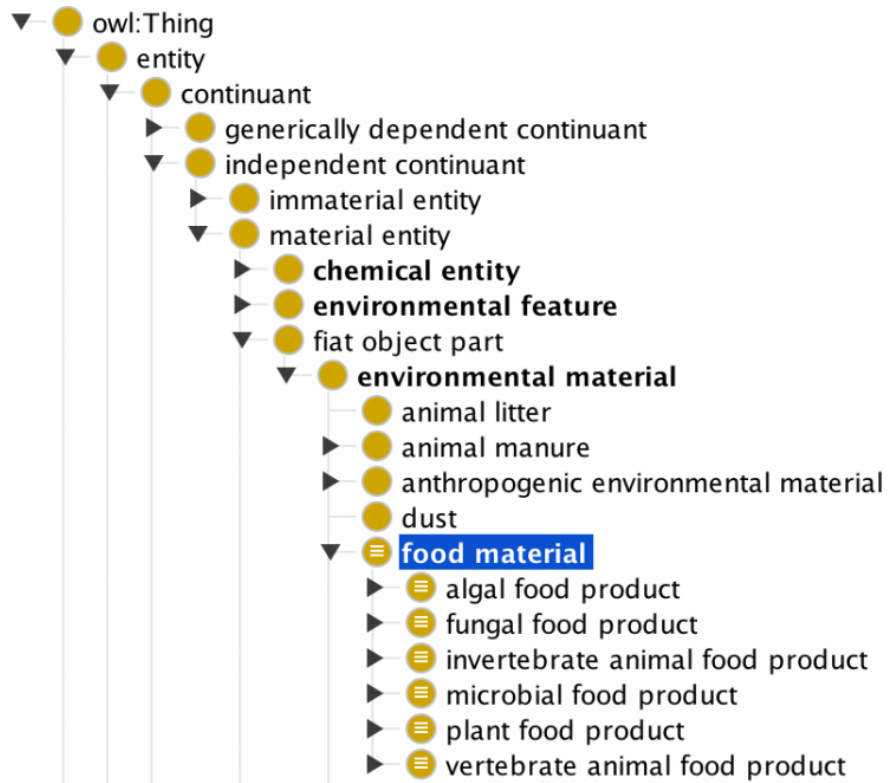 owl:Thing
entity
continuant
generically dependent continuant
independent continuant
immaterial entity
material entity
chemical entity
environmental feature
fiat object part
environmental material
animal litter
animal manure
anthropogenic environmental material
dust
food material
algal food product
fungal food product
invertebrate animal food product
microbial food product
plant food product
vertebrate animal food product